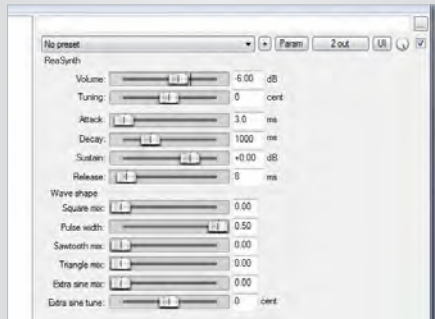 ...
No preset + Param 2 out UI
ReaSynth
Volume: -6.00 dB
Tuning: 0 cent
Attack: 3.0 ms
Decay: 1000 ms
Sustain: +0.00 dB
Release: 8 ms
Wave shape
Square mix: 0.00
Pulse width: 0.50
Sawtooth mix: 0.00
Triangle mix: 0.00
Extra sine mix: 0.00
Extra sine tune: 0 cent